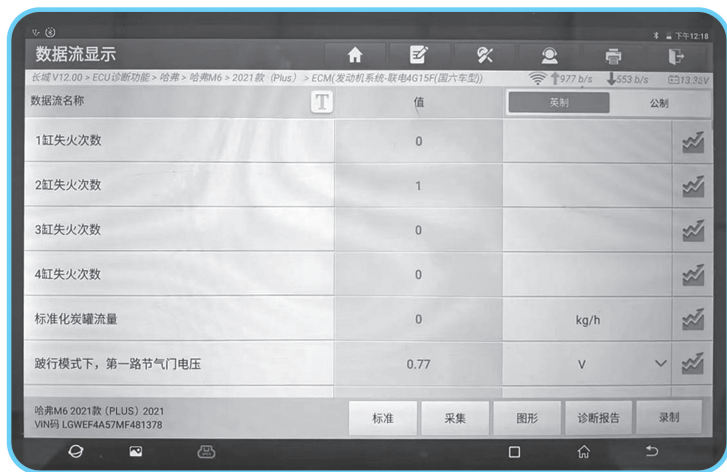 下午12:18
数据流显示
长城 V12.00 > ECU诊断功能 > 哈弗 > 哈弗M6 > 2021款 (Plus) > ECM(发动机系统-联电4G15F(国六车型)) 977 b/s 553 b/s 13.38V
数据流名称 T 值 英制 公制
1缸失火次数 0
2缸失火次数 1
3缸失火次数 0
4缸失火次数 0
标准化炭罐流量 0 kg/h
跛行模式下，第一路节气门电压 0.77 V
哈弗M6 2021款 (PLUS) 2021
VIN码 LGWEF4A57MF481378
标准 采集 图形 诊断报告 录制